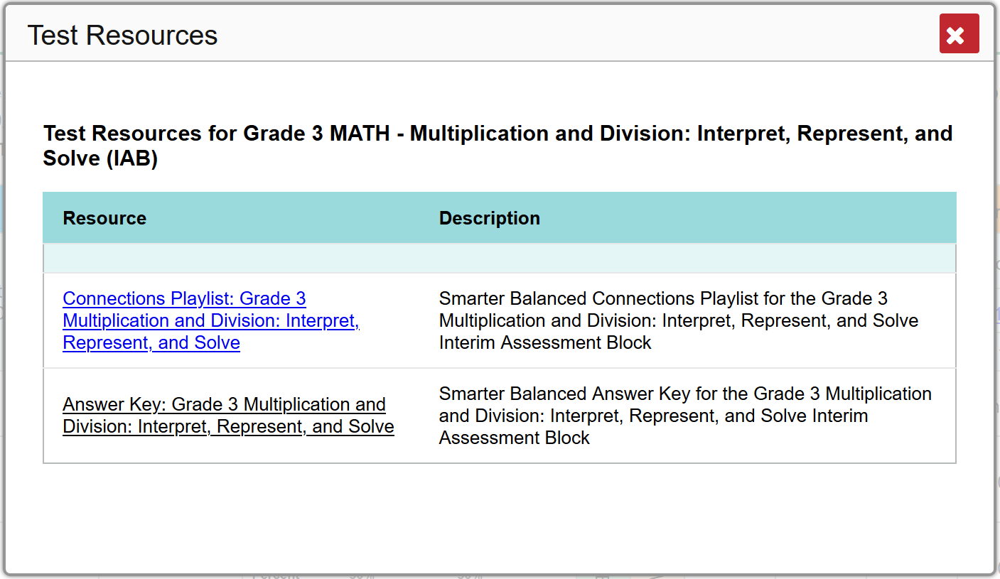 Test Resources
Test Resources for Grade 3 MATH - Multiplication and Division: Interpret, Represent, and
Solve (IAB)
Resource Description
Connections Playlist: Grade 3
Multiplication and Division: Interpret,
Represent, and Solve
Smarter Balanced Connections Playlist for the Grade 3
Multiplication and Division: Interpret, Represent, and Solve
Interim Assessment Block
Answer Key: Grade 3 Multiplication and
Division: Interpret, Represent, and Solve
Smarter Balanced Answer Key for the Grade 3 Multiplication
and Division: Interpret, Represent, and Solve Interim
Assessment Block